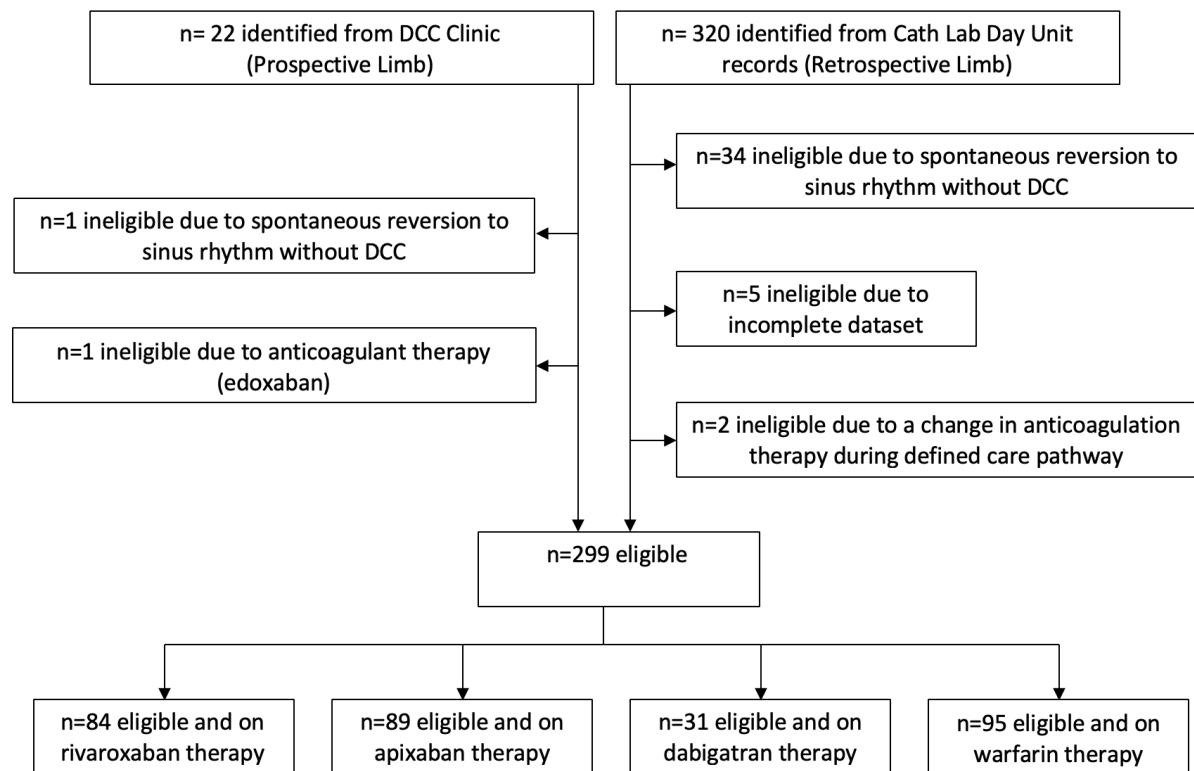 n= 22 identified from DCC Clinic
(Prospective Limb)
n= 320 identified from Cath Lab Day Unit
records (Retrospective Limb)
n=34 ineligible due to spontaneous reversion to
sinus rhythm without DCC
n=1 ineligible due to spontaneous reversion to
sinus rhythm without DCC
n=5 ineligible due to
incomplete dataset
n=1 ineligible due to anticoagulant therapy
(edoxaban)
n=2 ineligible due to a change in anticoagulation
therapy during defined care pathway
n=299 eligible
n=84 eligible and on
rivaroxaban therapy
n=89 eligible and on
apixaban therapy
n=31 eligible and on
dabigatran therapy
n=95 eligible and on
warfarin therapy